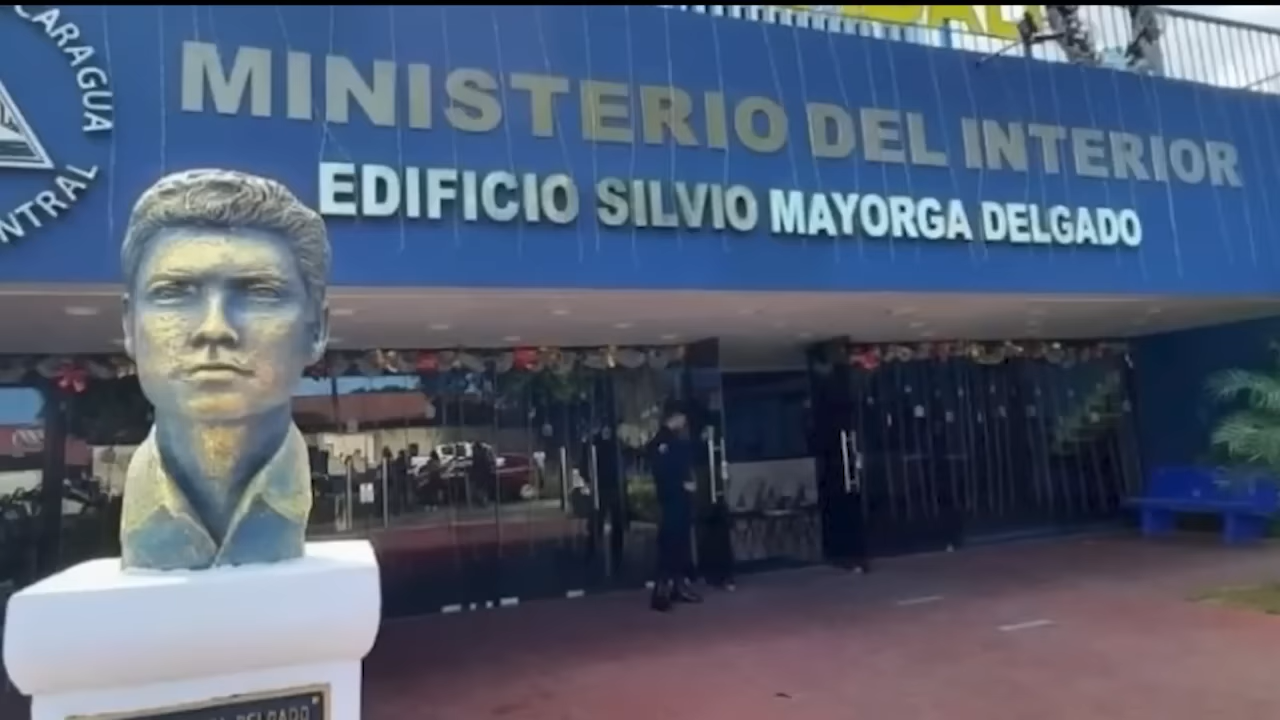 CARAGUA
NTRAL
MINISTERIO DEL INTERIOR
EDIFICIO SILVIO MAYORGA DELGADO
DELGADO